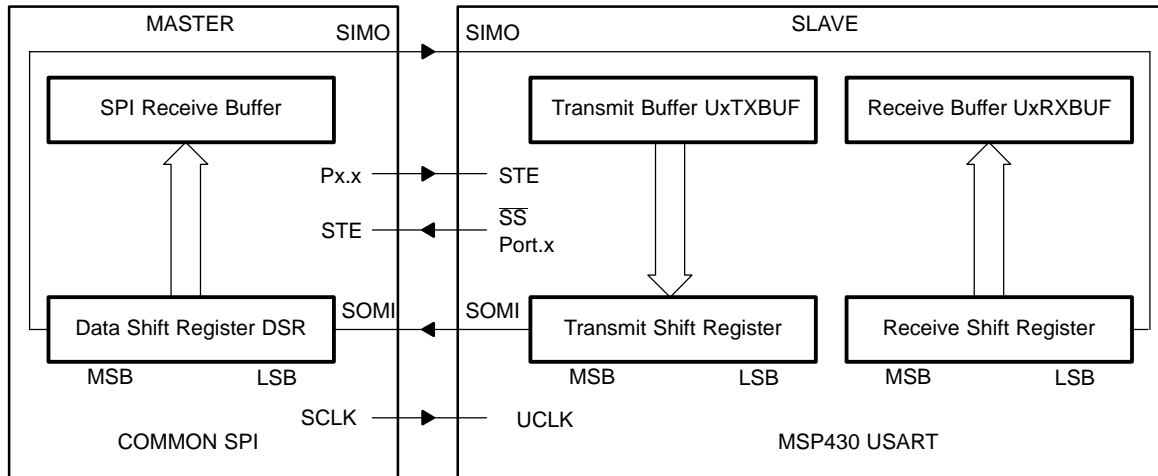 MASTER
SLAVE
SIMO
SIMO
SPI Receive Buffer
Transmit Buffer UxTXBUF
Receive Buffer UxRXBUF
Px.x
STE
STE
S̅S̅
Port.x
SOMI
SOMI
Data Shift Register DSR
Transmit Shift Register
Receive Shift Register
MSB
LSB
MSB
LSB
MSB
LSB
SCLK
UCLK
COMMON SPI
MSP430 USART